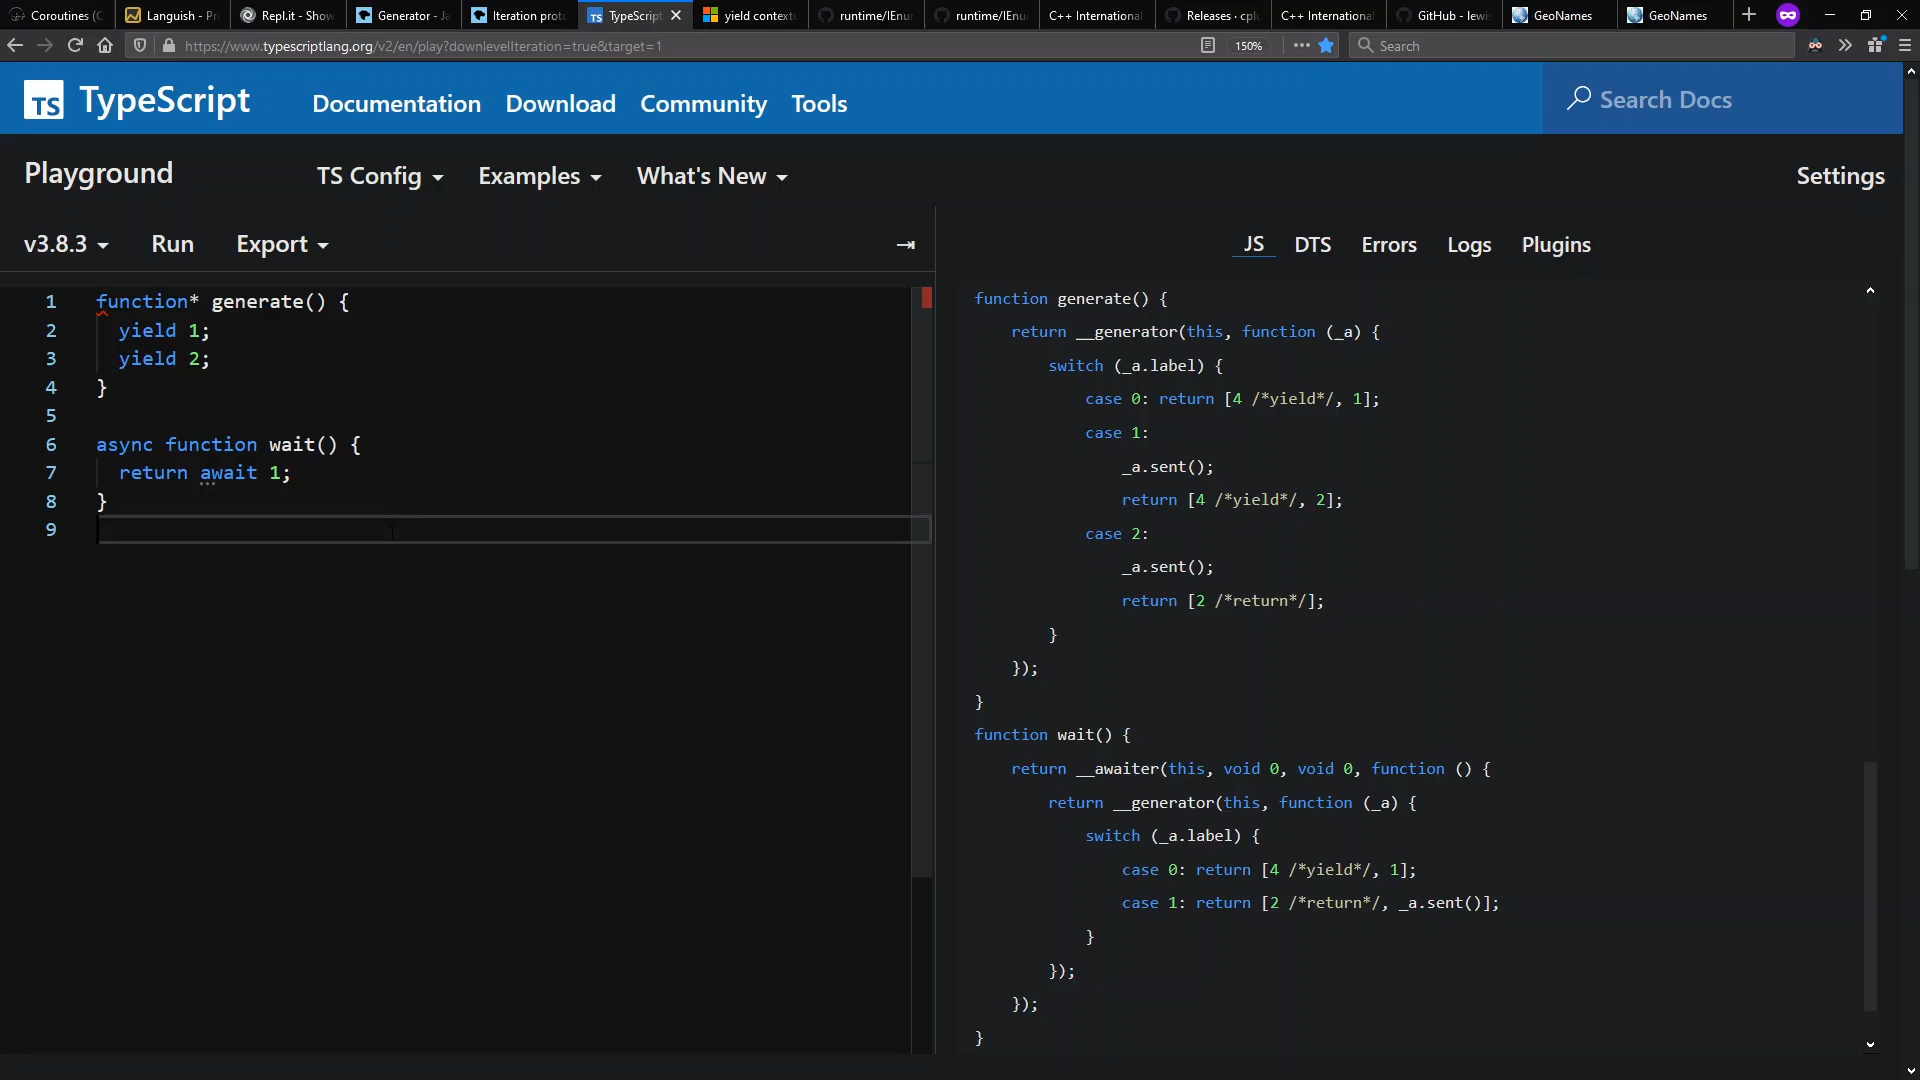 Coroutines (C
Languish - Pr
Repl.it - Show
Generator - Ja
Iteration proto
TypeScript
yield contextu
runtime/IEnu
runtime/IEnu
C++ Internationa
Releases · cpl
C++ Internationa
GitHub - lewi
GeoNames
GeoNames
https://www.typescriptlang.org/v2/en/play?downlevelIteration=true&target=1
150%
Search
TS TypeScript
Documentation
Download
Community
Tools
Search Docs
Playground
TS Config
Examples
What's New
Settings
v3.8.3
Run
Export
JS
DTS
Errors
Logs
Plugins
1 function* generate() {
2 yield 1;
3 yield 2;
4 }
5
6 async function wait() {
7 return await 1;
8 }
9
function generate() {
return __generator(this, function (_a) {
switch (_a.label) {
case 0: return [4 /*yield*/, 1];
case 1:
_a.sent();
return [4 /*yield*/, 2];
case 2:
_a.sent();
return [2 /*return*/];
}
});
}
function wait() {
return __awaiter(this, void 0, void 0, function () {
return __generator(this, function (_a) {
switch (_a.label) {
case 0: return [4 /*yield*/, 1];
case 1: return [2 /*return*/, _a.sent()];
}
});
});
}